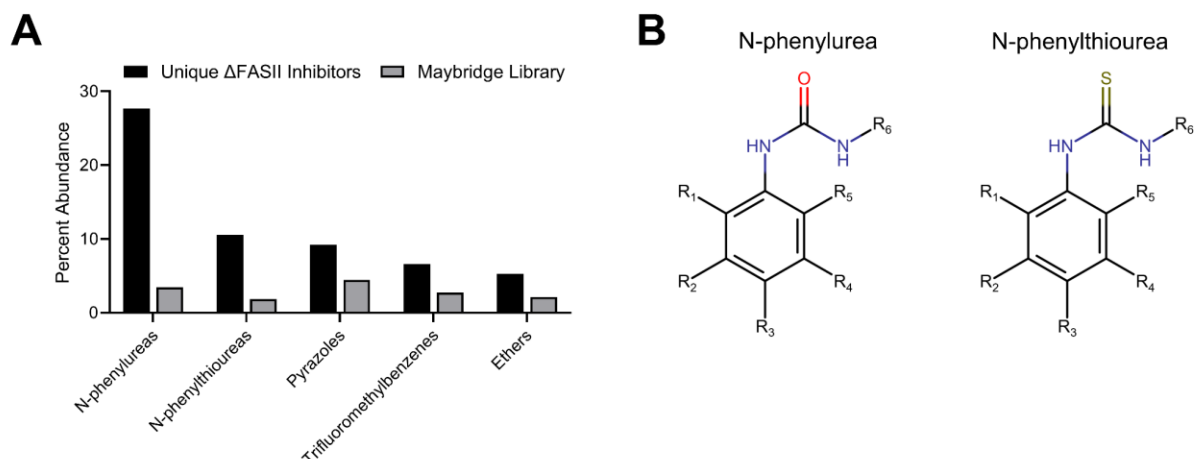 A
Unique ΔFASII Inhibitors
Maybridge Library
Percent Abundance
30
20
10
0
N-phenylureas
N-phenylthioureas
Pyrazoles
Trifluoromethylbenzenes
Ethers
B
N-phenylurea
O
HN
N
H
R6
R1
R5
R2
R4
R3
N-phenylthiourea
S
HN
N
H
R6
R1
R5
R2
R4
R3